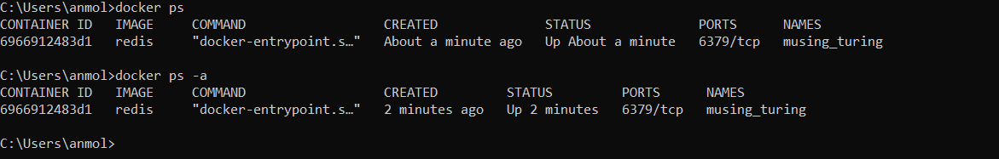 C:\Users\anmol>docker ps
CONTAINER ID   IMAGE     COMMAND                  CREATED              STATUS              PORTS      NAMES
6966912483d1   redis     "docker-entrypoint.s…"   About a minute ago   Up About a minute   6379/tcp   musing_turing
C:\Users\anmol>docker ps -a
CONTAINER ID   IMAGE     COMMAND                  CREATED         STATUS         PORTS      NAMES
6966912483d1   redis     "docker-entrypoint.s…"   2 minutes ago   Up 2 minutes   6379/tcp   musing_turing
C:\Users\anmol>